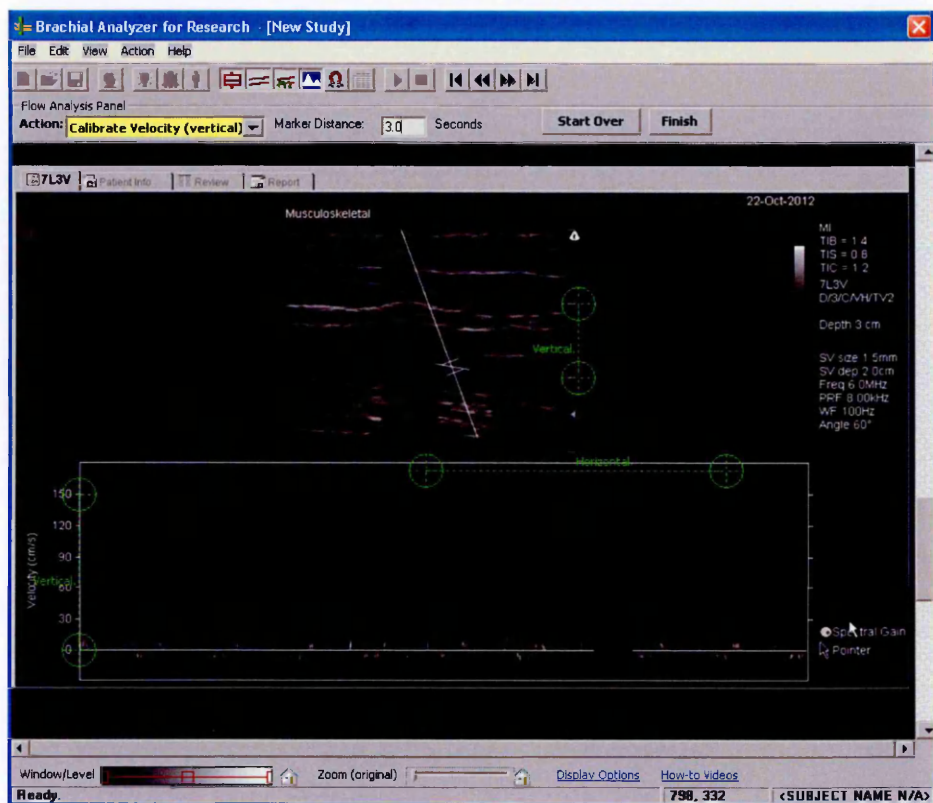 Brachial Analyzer for Research - [New Study]
File Edit View Action Help
Flow Analysis Panel
Action: Calibrate Velocity (vertical) Marker Distance: 3.0 Seconds Start Over Finish
7L3V Patient Info Review Report
22-Oct-2012
Musculoskeletal
MI
TIB = 1.4
TIS = 0.8
TIC = 1.2
7L3V
D/3/C/VH/TV2
Depth 3 cm
Vertical.
SV size 1.5mm
SV dep 2.0cm
Freq 6.0MHz
PRF 8.00kHz
WF 100Hz
Angle 60°
Horizontal.
150
120
90
Vertical.
60
30
0
Velocity (cm/s)
Spectral Gain
Pointer
Window/Level Zoom (original) Display Options How-to Videos
Ready. 798, 332 <SUBJECT NAME N/A>